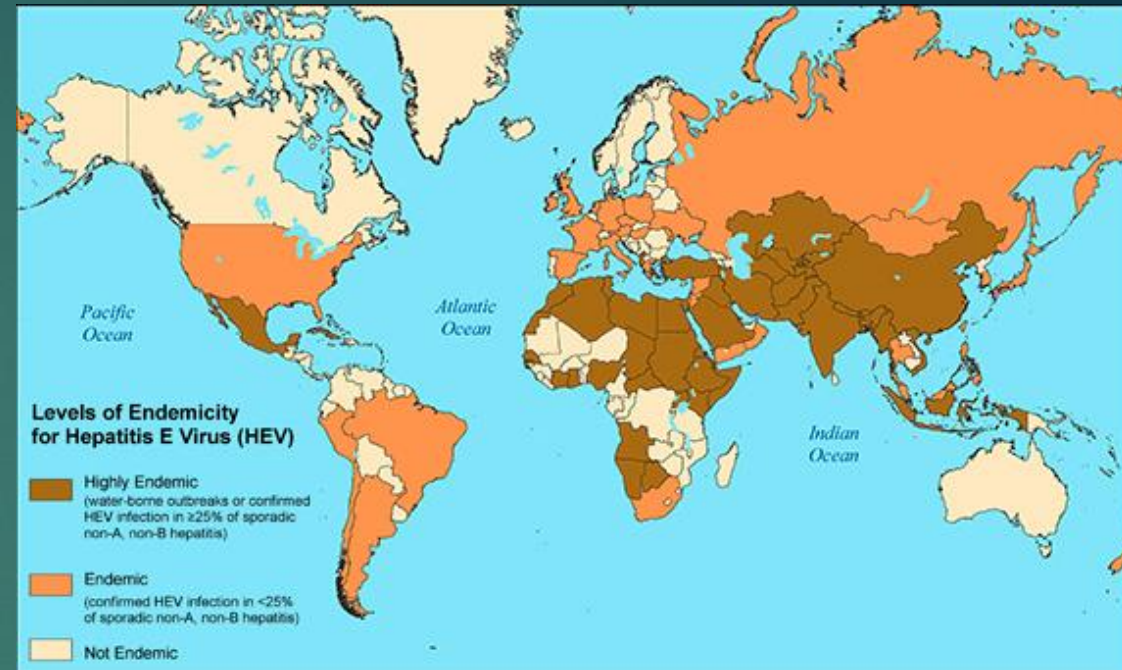 Pacific
Ocean
Atlantic
Ocean
Indian
Ocean
Levels of Endemicity
for Hepatitis E Virus (HEV)
Highly Endemic
(water-borne outbreaks or confirmed
HEV infection in ≥25% of sporadic
non-A, non-B hepatitis)
Endemic
(confirmed HEV infection in <25%
of sporadic non-A, non-B hepatitis)
Not Endemic